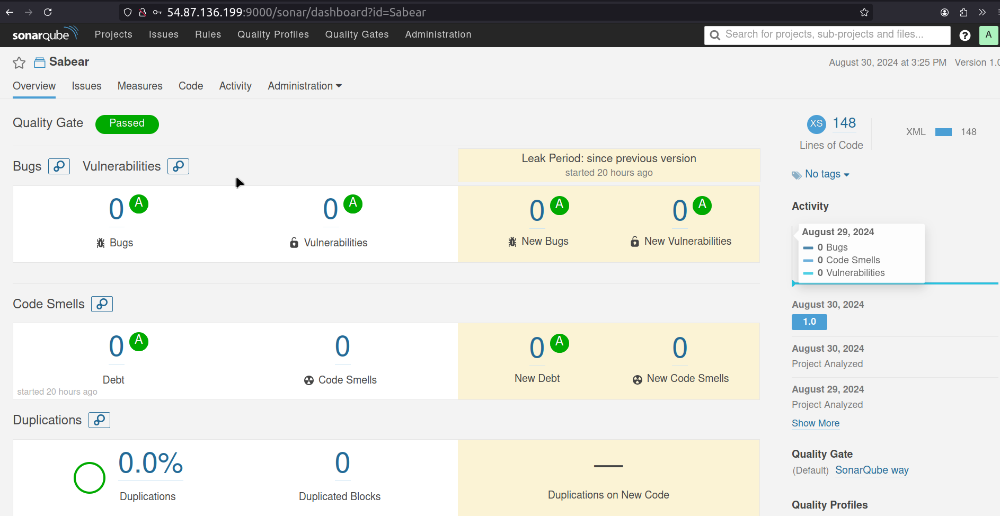 54.87.136.199:9000/sonar/dashboard?id=Sabear
sonarqube Projects Issues Rules Quality Profiles Quality Gates Administration Search for projects, sub-projects and files... ? A
Sabear August 30, 2024 at 3:25 PM Version 1.0
Overview Issues Measures Code Activity Administration
Quality Gate Passed
Bugs Vulnerabilities
Leak Period: since previous version
started 20 hours ago
0 A 0 A 0 A 0 A
Bugs Vulnerabilities New Bugs New Vulnerabilities
Code Smells
0 A 0 0 A 0
Debt Code Smells New Debt New Code Smells
started 20 hours ago
Duplications
0.0% 0 —
Duplications Duplicated Blocks Duplications on New Code
XS 148 XML 148
Lines of Code
No tags
Activity
August 29, 2024
0 Bugs
0 Code Smells
0 Vulnerabilities
August 30, 2024
1.0
August 30, 2024
Project Analyzed
August 29, 2024
Project Analyzed
Show More
Quality Gate
(Default) SonarQube way
Quality Profiles